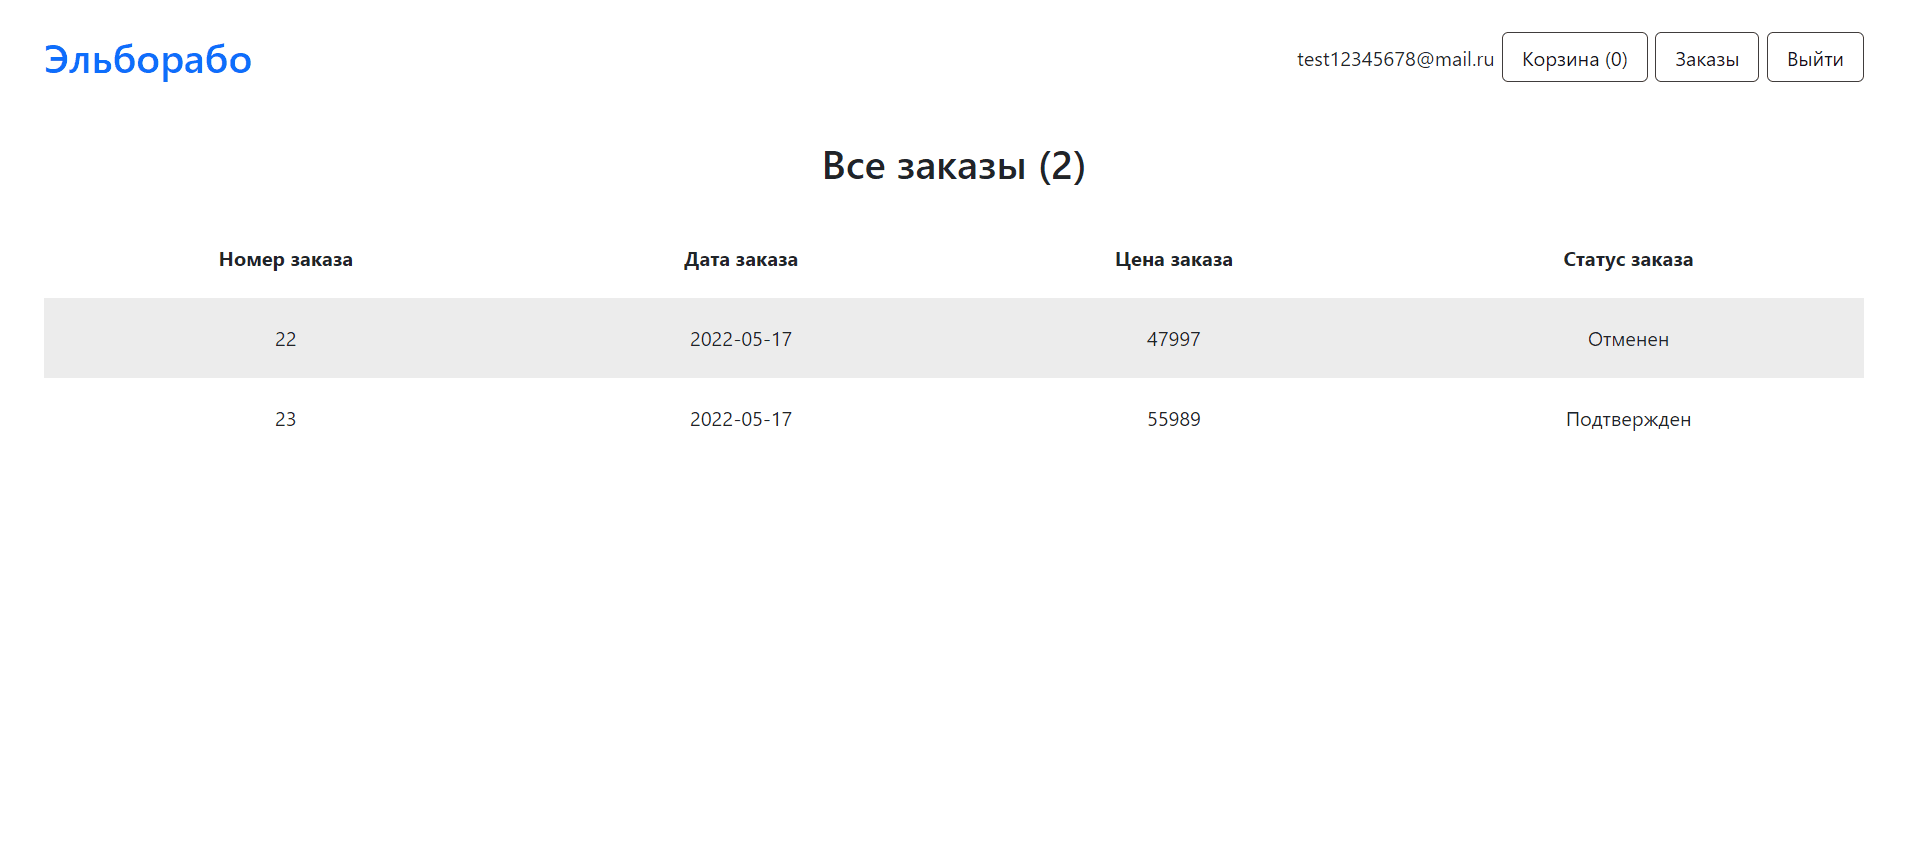 Эльборабо test12345678@mail.ru Корзина (0) Заказы Выйти
Все заказы (2)
Номер заказа Дата заказа Цена заказа Статус заказа
22 2022-05-17 47997 Отменен
23 2022-05-17 55989 Подтвержден